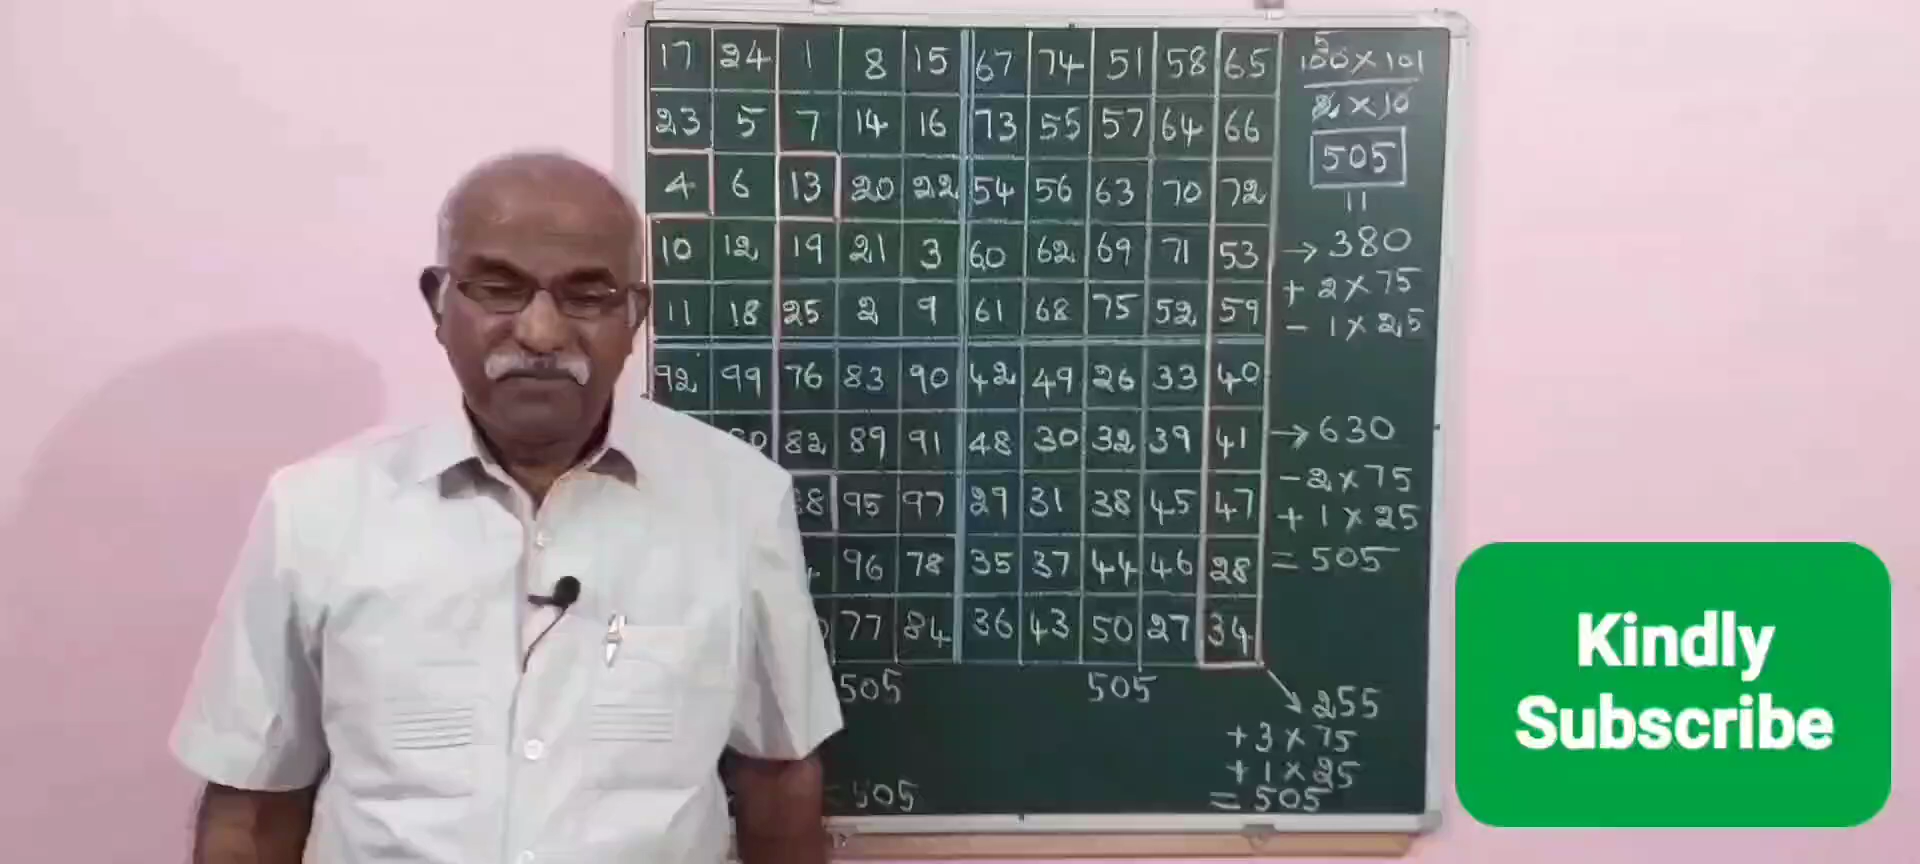 17 24 1 8 15 67 74 51 58 65
23 5 7 14 16 73 55 57 64 66
4 6 13 20 22 54 56 63 70 72
10 12 19 21 3 60 62 69 71 53
11 18 25 2 9 61 68 75 52 59
92 99 76 83 90 42 49 26 33 40
82 89 91 48 30 32 39 41
95 97 29 31 38 45 47
96 78 35 37 44 46 28
77 84 36 43 50 27 34
505 505
= 505
5
100 × 101
2 × 10
505
11
→ 380
+ 2 × 75
- 1 × 25
→ 630
- 2 × 75
+ 1 × 25
= 505
255
+ 3 × 75
+ 1 × 25
= 505
Kindly
Subscribe